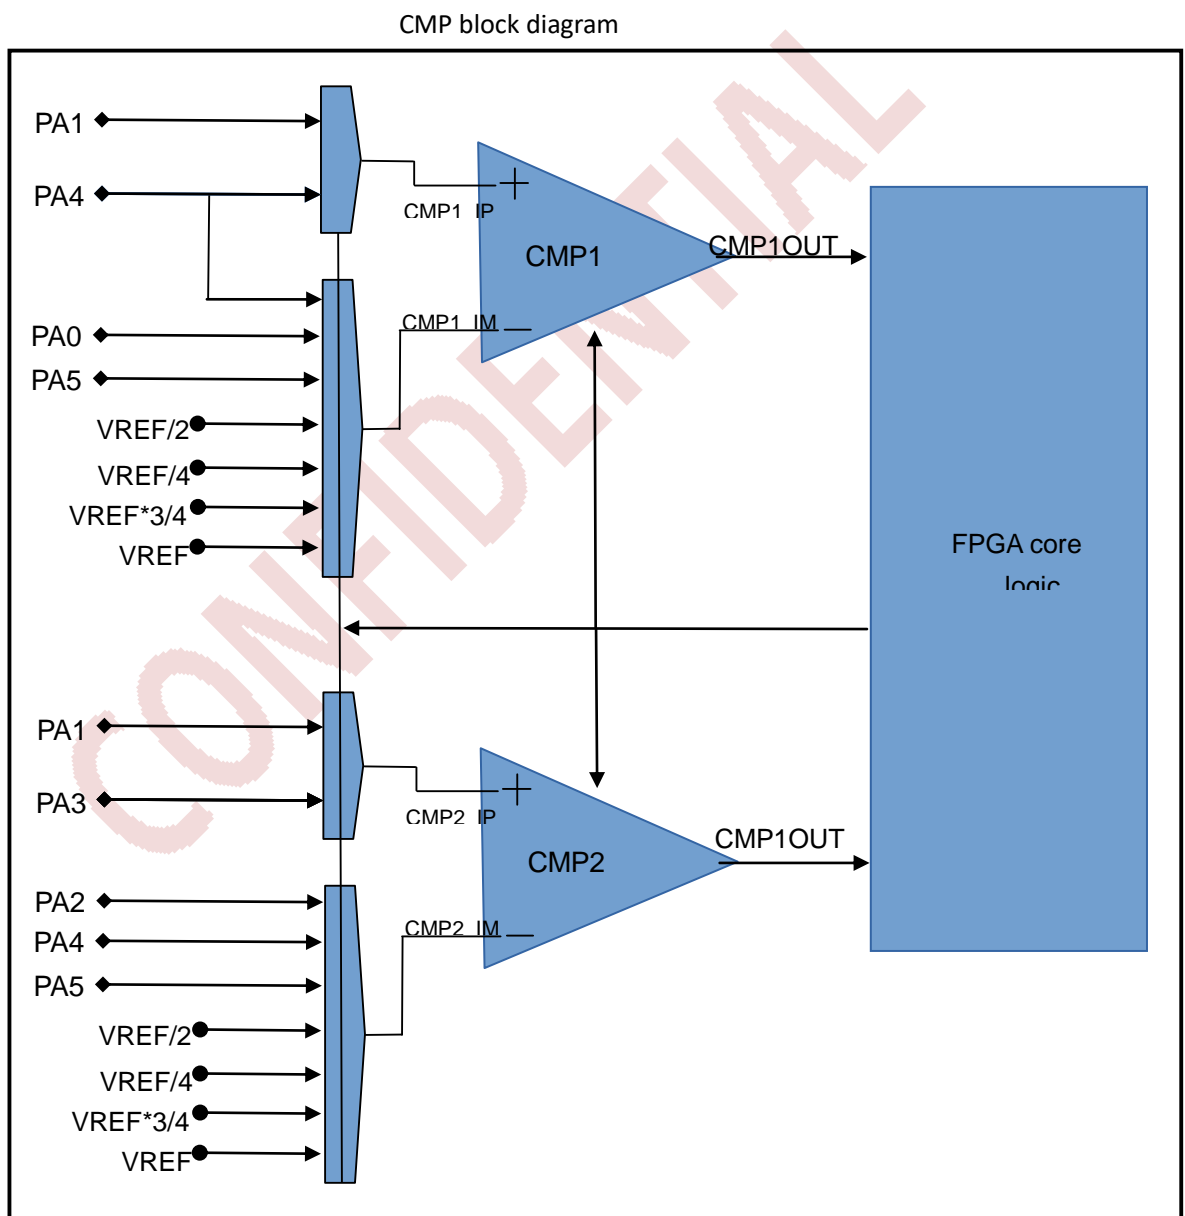 CMP block diagram
PA1
PA4
CMP1_IP
+
CMP1
CMP1OUT
PA0
CMP1_IM
PA5
VREF/2
VREF/4
VREF*3/4
VREF
FPGA core
logic
PA1
PA3
CMP2_IP
+
CMP2
CMP1OUT
PA2
CMP2_IM
PA4
PA5
VREF/2
VREF/4
VREF*3/4
VREF
CONFIDENTIAL